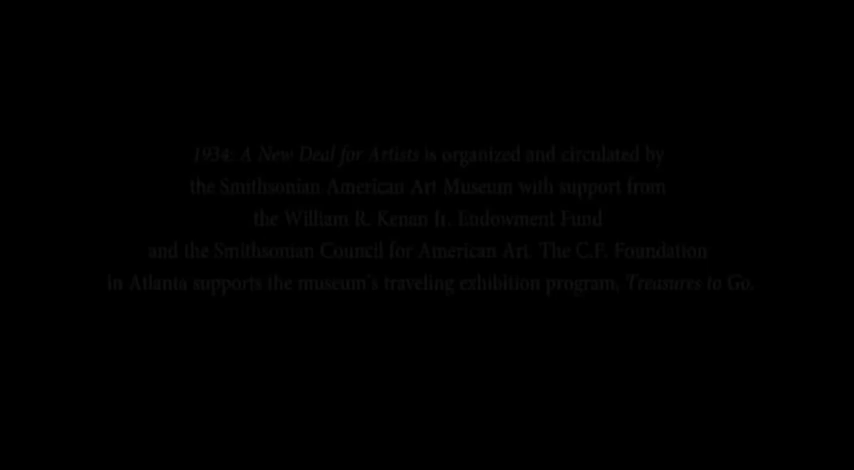 1934: A New Deal for Artists is organized and circulated by
the Smithsonian American Art Museum with support from
the William R. Kenan Jr. Endowment Fund
and the Smithsonian Council for American Art. The C.F. Foundation
in Atlanta supports the museum's traveling exhibition program, Treasures to Go.